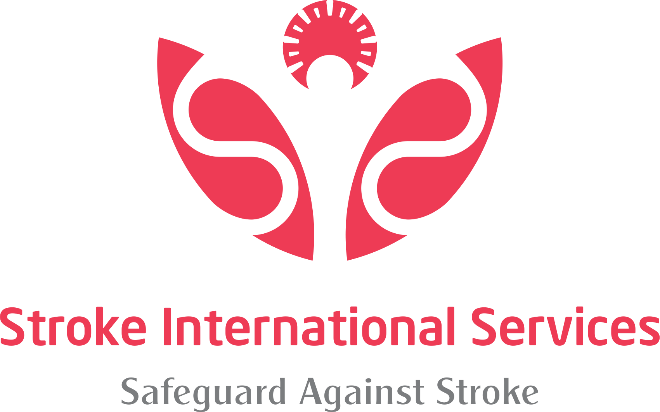 Stroke International Services
Safeguard Against Stroke